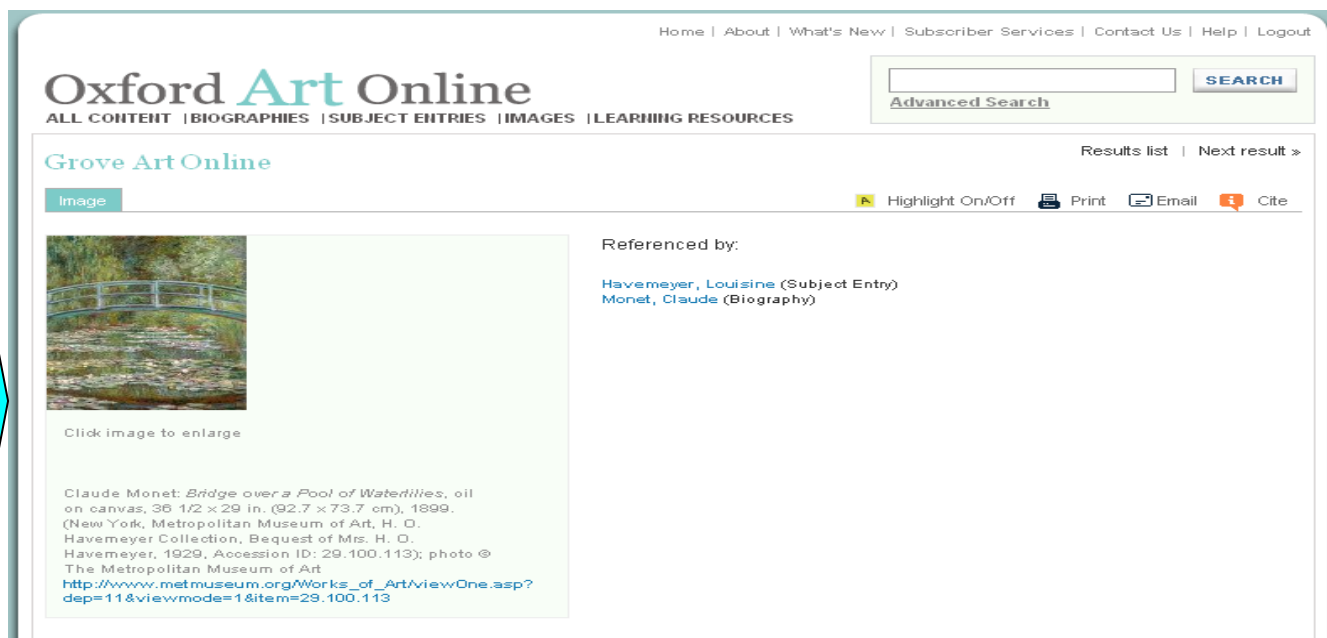 Home | About | What's New | Subscriber Services | Contact Us | Help | Logout
Oxford Art Online
SEARCH
Advanced Search
ALL CONTENT | BIOGRAPHIES | SUBJECT ENTRIES | IMAGES | LEARNING RESOURCES
Grove Art Online
Results list | Next result »
Image
Highlight On/Off Print Email Cite
Referenced by:
Havemeyer, Louisine (Subject Entry)
Monet, Claude (Biography)
Click image to enlarge
Claude Monet: Bridge over a Pool of Waterlilies, oil
on canvas, 36 1/2 × 29 in. (92.7 × 73.7 cm), 1899.
(New York, Metropolitan Museum of Art, H. O.
Havemeyer Collection, Bequest of Mrs. H. O.
Havemeyer, 1929, Accession ID: 29.100.113); photo ©
The Metropolitan Museum of Art
http://www.metmuseum.org/Works_of_Art/viewOne.asp?
dep=11&viewmode=1&item=29.100.113